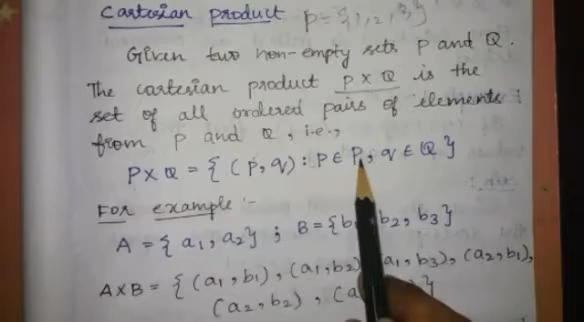 Cartesian product P = {1, 2, 3}
Given two non-empty sets P and Q.
The cartesian product P × Q is the
set of all ordered pairs of elements
from P and Q, i.e.,
P × Q = { (p, q) : p ∈ P, q ∈ Q }
For example :-
A = { a₁, a₂ } ; B = { b₁, b₂, b₃ }
A×B = { (a₁, b₁), (a₁, b₂) (a₁, b₃), (a₂, b₁),
(a₂, b₂), (a }